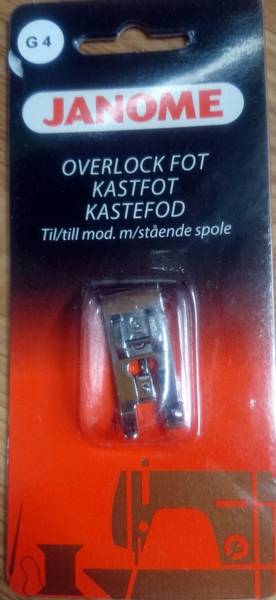 G 4
JANOME
OVERLOCK FOT
KASTFOT
KASTEFOD
Til/till mod. m/stående spole